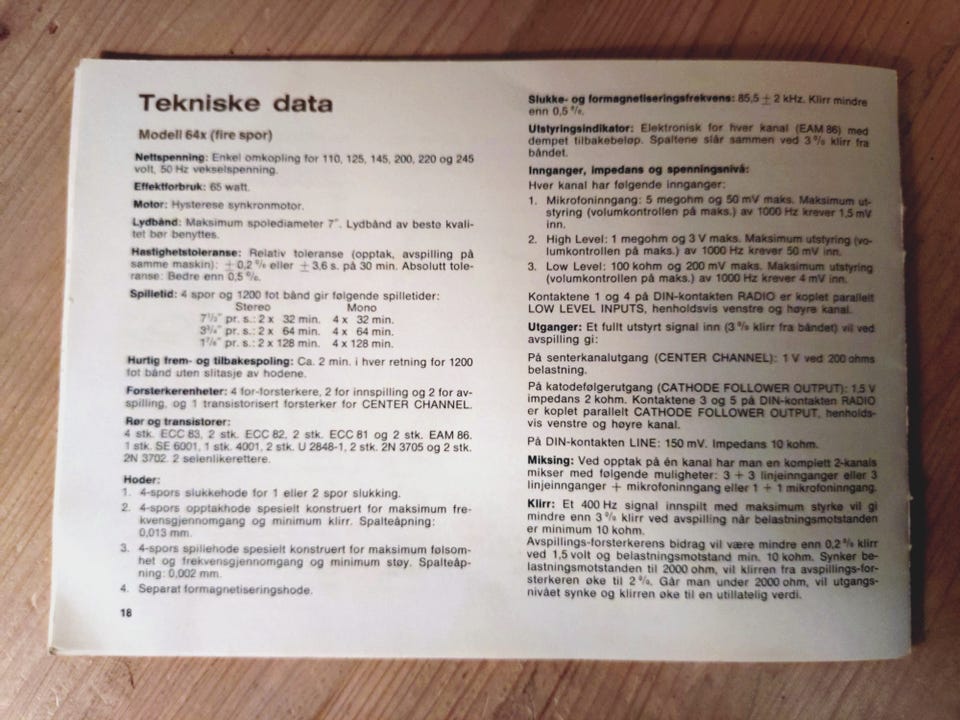 Tekniske data
Modell 64x (fire spor)
Nettspenning: Enkel omkopling for 110, 125, 145, 200, 220 og 245
volt, 50 Hz vekselspenning.
Effektforbruk: 65 watt.
Motor: Hysterese synkronmotor.
Lydbånd: Maksimum spolediameter 7". Lydbånd av beste kvali-
tet bør benyttes.
Hastighetstoleranse: Relativ toleranse (opptak, avspilling på
samme maskin): ± 0,2 % eller ± 3,6 s. på 30 min. Absolutt tole-
ranse: Bedre enn 0,5 %.
Spilletid: 4 spor og 1200 fot bånd gir følgende spilletider:
Stereo Mono
7½" pr. s.: 2 x 32 min. 4 x 32 min.
3¾" pr. s.: 2 x 64 min. 4 x 64 min.
1⅞" pr. s.: 2 x 128 min. 4 x 128 min.
Hurtig frem- og tilbakespoling: Ca. 2 min. i hver retning for 1200
fot bånd uten slitasje av hodene.
Forsterkerenheter: 4 for-forsterkere, 2 for innspilling og 2 for av-
spilling, og 1 transistorisert forsterker for CENTER CHANNEL.
Rør og transistorer:
4 stk. ECC 83, 2 stk. ECC 82, 2 stk. ECC 81 og 2 stk. EAM 86.
1 stk. SE 6001, 1 stk. 4001, 2 stk. U 2848-1, 2 stk. 2N 3705 og 2 stk.
2N 3702. 2 selenlikerettere.
Hoder:
1. 4-spors slukkehode for 1 eller 2 spor slukking.
2. 4-spors opptakhode spesielt konstruert for maksimum fre-
kvensgjennomgang og minimum klirr. Spalteåpning:
0,013 mm.
3. 4-spors spillehode spesielt konstruert for maksimum følsom-
het og frekvensgjennomgang og minimum støy. Spalteåp-
ning: 0,002 mm.
4. Separat formagnetiseringshode.
18
Slukke- og formagnetiseringsfrekvens: 85,5 ± 2 kHz. Klirr mindre
enn 0,5 %.
Utstyringsindikator: Elektronisk for hver kanal (EAM 86) med
dempet tilbakebeløp. Spaltene slår sammen ved 3 % klirr fra
båndet.
Innganger, impedans og spenningsnivå:
Hver kanal har følgende innganger:
1. Mikrofoninngang: 5 megohm og 50 mV maks. Maksimum ut-
styring (volumkontrollen på maks.) av 1000 Hz krever 1,5 mV
inn.
2. High Level: 1 megohm og 3 V maks. Maksimum utstyring (vo-
lumkontrollen på maks.) av 1000 Hz krever 50 mV inn.
3. Low Level: 100 kohm og 200 mV maks. Maksimum utstyring
(volumkontrollen på maks.) av 1000 Hz krever 4 mV inn.
Kontaktene 1 og 4 på DIN-kontakten RADIO er koplet parallelt
LOW LEVEL INPUTS, henholdsvis venstre og høyre kanal.
Utganger: Et fullt utstyrt signal inn (3 % klirr fra båndet) vil ved
avspilling gi:
På senterkanalutgang (CENTER CHANNEL): 1 V ved 200 ohms
belastning.
På katodefølgerutgang (CATHODE FOLLOWER OUTPUT): 1,5 V
impedans 2 kohm. Kontaktene 3 og 5 på DIN-kontakten RADIO
er koplet parallelt CATHODE FOLLOWER OUTPUT, henholds-
vis venstre og høyre kanal.
På DIN-kontakten LINE: 150 mV. Impedans 10 kohm.
Miksing: Ved opptak på én kanal har man en komplett 2-kanals
mikser med følgende muligheter: 3 + 3 linjeinnganger eller 3
linjeinnganger + mikrofoninngang eller 1 + 1 mikrofoninngang.
Klirr: Et 400 Hz signal innspilt med maksimum styrke vil gi
mindre enn 3 % klirr ved avspilling når belastningsmotstanden
er minimum 10 kohm.
Avspillings-forsterkerens bidrag vil være mindre enn 0,2 % klirr
ved 1,5 volt og belastningsmotstand min. 10 kohm. Synker be-
lastningsmotstanden til 2000 ohm, vil klirren fra avspillings-for-
sterkeren øke til 2 %. Går man under 2000 ohm, vil utgangs-
nivået synke og klirren øke til en utillatelig verdi.